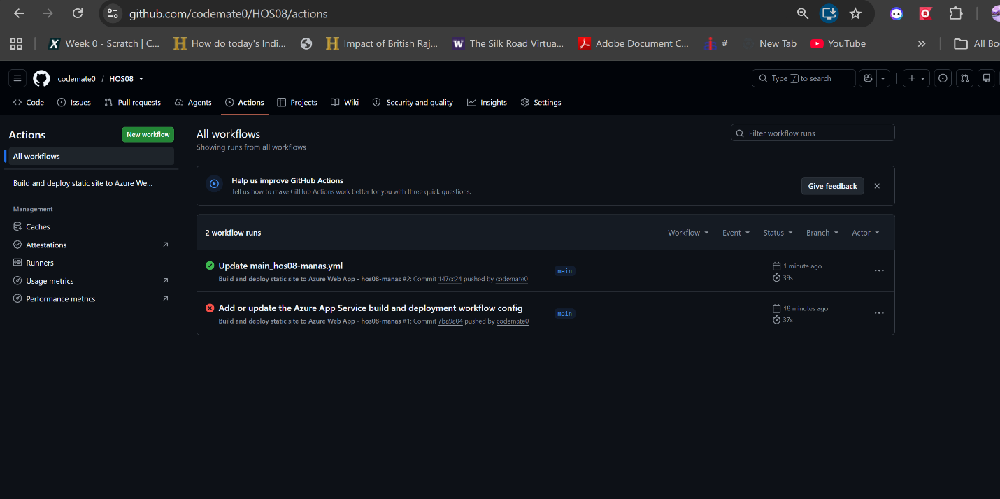 github.com/codemate0/HOS08/actions
Week 0 - Scratch | C...
How do today's Indi...
Impact of British Raj...
The Silk Road Virtua...
Adobe Document C...
#
New Tab
YouTube
All Bo
codemate0 / HOS08
Type / to search
Code
Issues
Pull requests
Agents
Actions
Projects
Wiki
Security and quality
Insights
Settings
Actions
New workflow
All workflows
Build and deploy static site to Azure We...
Management
Caches
Attestations
Runners
Usage metrics
Performance metrics
All workflows
Showing runs from all workflows
Filter workflow runs
Help us improve GitHub Actions
Tell us how to make GitHub Actions work better for you with three quick questions.
Give feedback
2 workflow runs
Workflow
Event
Status
Branch
Actor
Update main_hos08-manas.yml
Build and deploy static site to Azure Web App - hos08-manas #2: Commit 147cc24 pushed by codemate0
main
1 minute ago
39s
Add or update the Azure App Service build and deployment workflow config
Build and deploy static site to Azure Web App - hos08-manas #1: Commit 7ba9a04 pushed by codemate0
main
18 minutes ago
37s